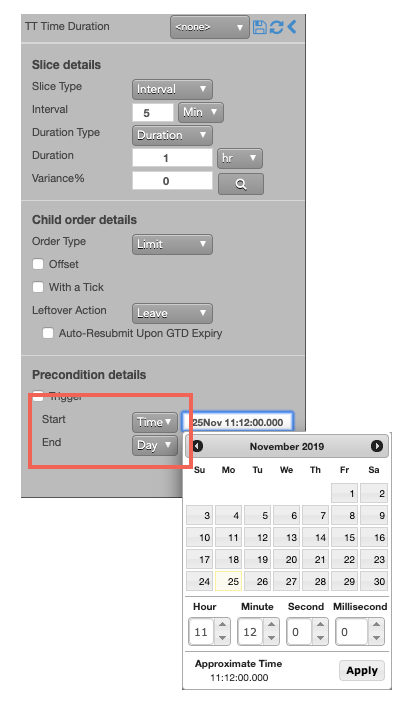 TT Time Duration <none>
Slice details
Slice Type Interval
Interval 5 Min
Duration Type Duration
Duration 1 hr
Variance% 0
Child order details
Order Type Limit
Offset
With a Tick
Leftover Action Leave
Auto-Resubmit Upon GTD Expiry
Precondition details
Trigger
Start Time 25Nov 11:12:00.000
End Day
November 2019
Su Mo Tu We Th Fr Sa
1 2
3 4 5 6 7 8 9
10 11 12 13 14 15 16
17 18 19 20 21 22 23
24 25 26 27 28 29 30
Hour Minute Second Millisecond
11 12 0 0
Approximate Time
11:12:00.000
Apply